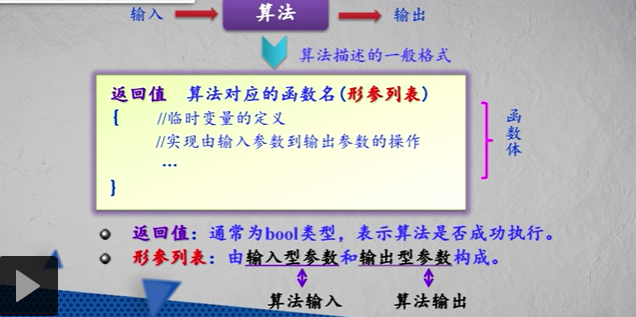 输入 算法 输出
算法描述的一般格式
返回值 算法对应的函数名(形参列表)
{ //临时变量的定义
//实现由输入参数到输出参数的操作
…
}
函数体
返回值：通常为bool类型，表示算法是否成功执行。
形参列表：由输入型参数和输出型参数构成。
算法输入 算法输出